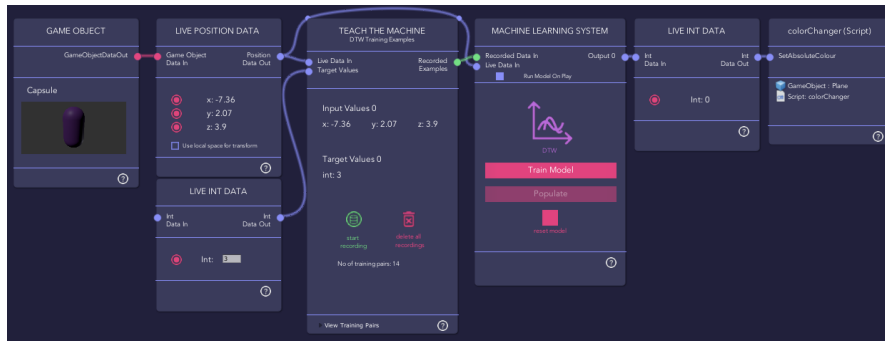 GAME OBJECT
GameObjectDataOut
Capsule
LIVE POSITION DATA
Game Object
Data In
Position
Data Out
x: -7.36
y: 2.07
z: 3.9
Use local space for transform
LIVE INT DATA
Int
Data In
Int
Data Out
Int: 3
TEACH THE MACHINE
DTW Training Examples
Live Data In
Target Values
Recorded
Examples
Input Values 0
x: -7.36 y: 2.07 z: 3.9
Target Values 0
int: 3
start
recording
delete all
recordings
No of training pairs: 14
View Training Pairs
MACHINE LEARNING SYSTEM
Recorded Data In
Live Data In
Output 0
Run Model On Play
DTW
Train Model
Populate
reset model
LIVE INT DATA
Int
Data In
Int
Data Out
Int: 0
colorChanger (Script)
SetAbsoluteColour
GameObject : Plane
Script: colorChanger